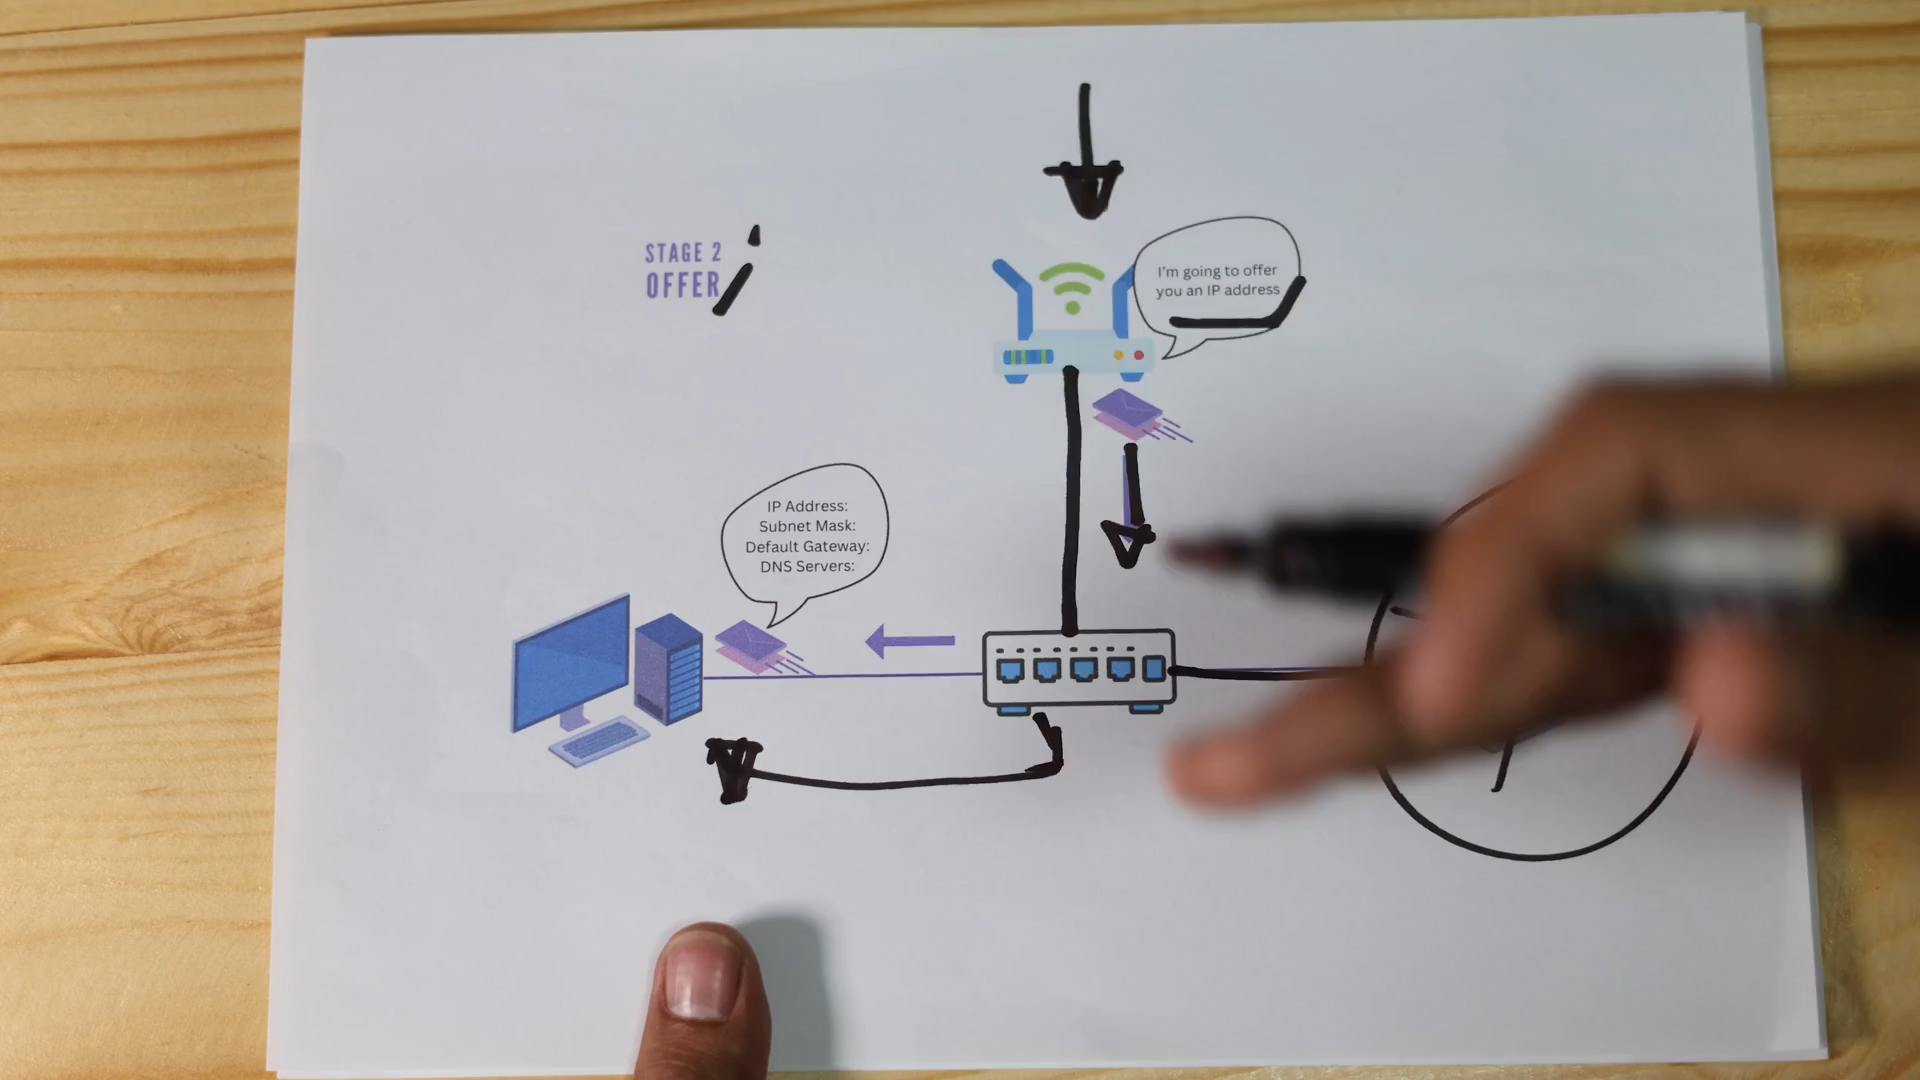 STAGE 2
OFFER
I'm going to offer
you an IP address
IP Address:
Subnet Mask:
Default Gateway:
DNS Servers: